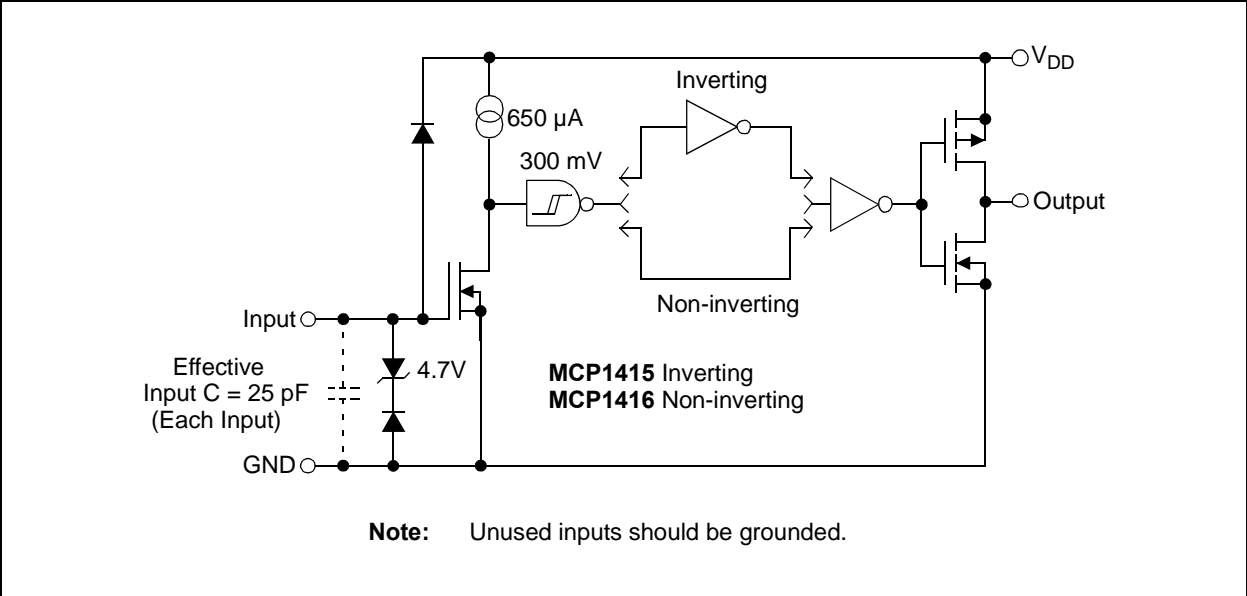 V_DD
Inverting
650 µA
300 mV
Output
Non-inverting
Input
4.7V
Effective
Input C = 25 pF
(Each Input)
MCP1415 Inverting
MCP1416 Non-inverting
GND
Note: Unused inputs should be grounded.